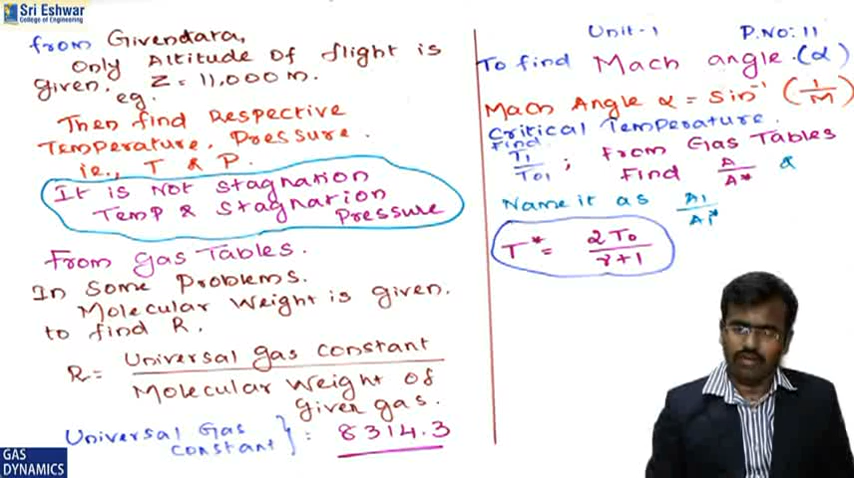 Sri Eshwar
College of Engineering
from Givendara,
Only Altitude of flight is
given. Z = 11,000 m.
eg.
Then find Respective
Temperature, Pressure.
ie., T & P.
It is Not Stagnation
Temp & Stagnation
Pressure
From Gas Tables.
In Some Problems.
Molecular Weight is given.
to find R.
R = Universal gas constant
Molecular Weight of
given gas.
Universal Gas
constant } = 8314.3
GAS
DYNAMICS
Unit-1 P.No: 11
To find Mach angle. (α)
Mach Angle α = Sin⁻¹ (1/M)
Critical Temperature.
Find T1/T01 ; From Gas Tables
Find A/A* &
Name it as A1/A1*
T* = 2T0/γ+1